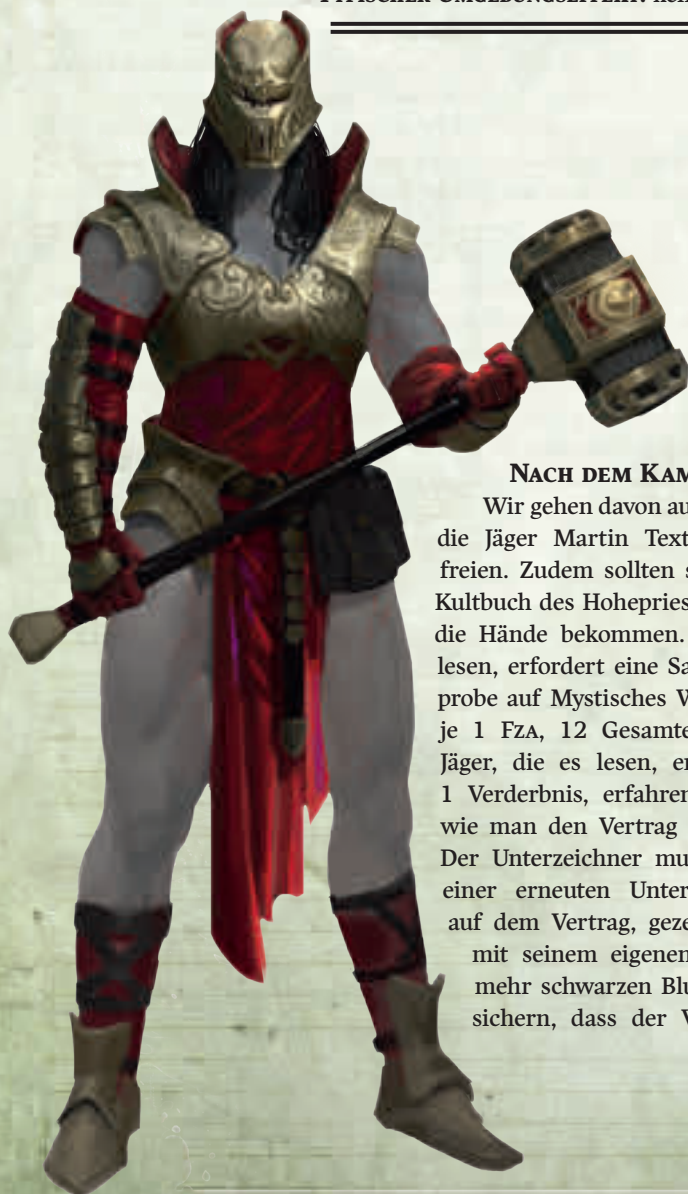 NACH DEM KAM
Wir gehen davon au
die Jäger Martin Text
freien. Zudem sollten s
Kultbuch des Hohepries
die Hände bekommen.
lesen, erfordert eine Sa
probe auf Mystisches W
je 1 FZA, 12 Gesamte
Jäger, die es lesen, er
1 Verderbnis, erfahren
wie man den Vertrag
Der Unterzeichner mu
einer erneuten Unter
auf dem Vertrag, geze
mit seinem eigenen
mehr schwarzen Blu
sichern, dass der V